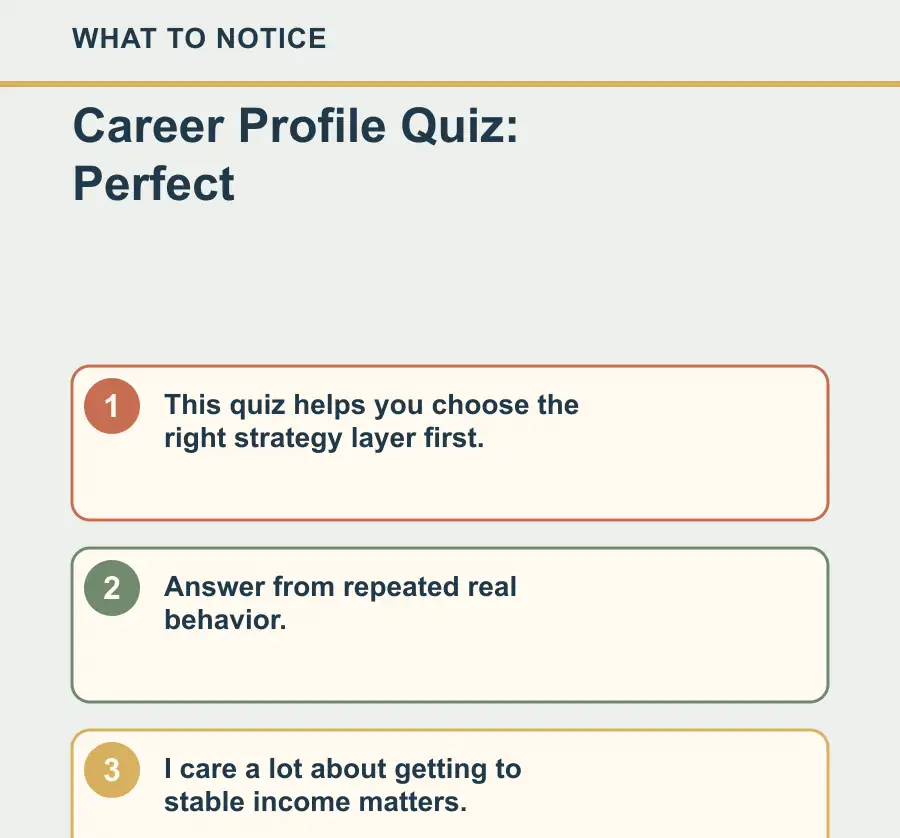 WHAT TO NOTICE
Career Profile Quiz:
Perfect
1
This quiz helps you choose the
right strategy layer first.
2
Answer from repeated real
behavior.
3
I care a lot about getting to
stable income matters.